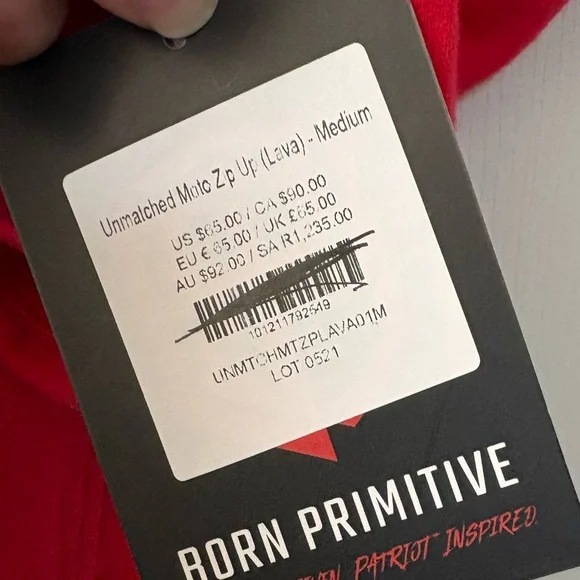 Unmatched Moto Zip Up (Lava) - Medium
US $65.00 / CA $90.00
EU € 65.00 / UK £65.00
AU $92.00 / SA R1,235.00
101211792549
UNMTCHMTZPLAVA01M
LOT 0521
BORN PRIMITIVE
PATRIOT™ INSPIRED.